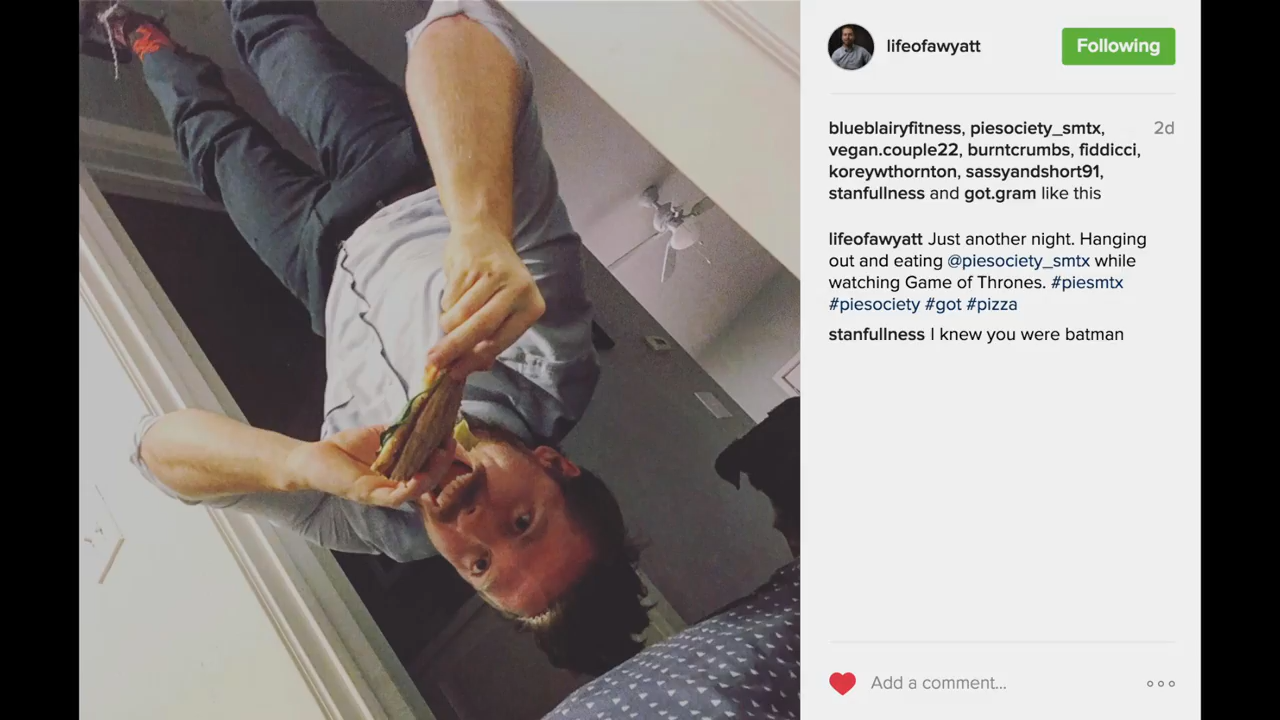 lifeofawyatt
Following
blueblairyfitness, piesociety_smtx,
2d
vegan.couple22, burntcrumbs, fiddicci,
koreywthornton, sassyandshort91,
stanfullness and got.gram like this
lifeofawyatt Just another night. Hanging
out and eating @piesociety_smtx while
watching Game of Thrones. #piesmtx
#piesociety #got #pizza
stanfullness I knew you were batman
Add a comment...